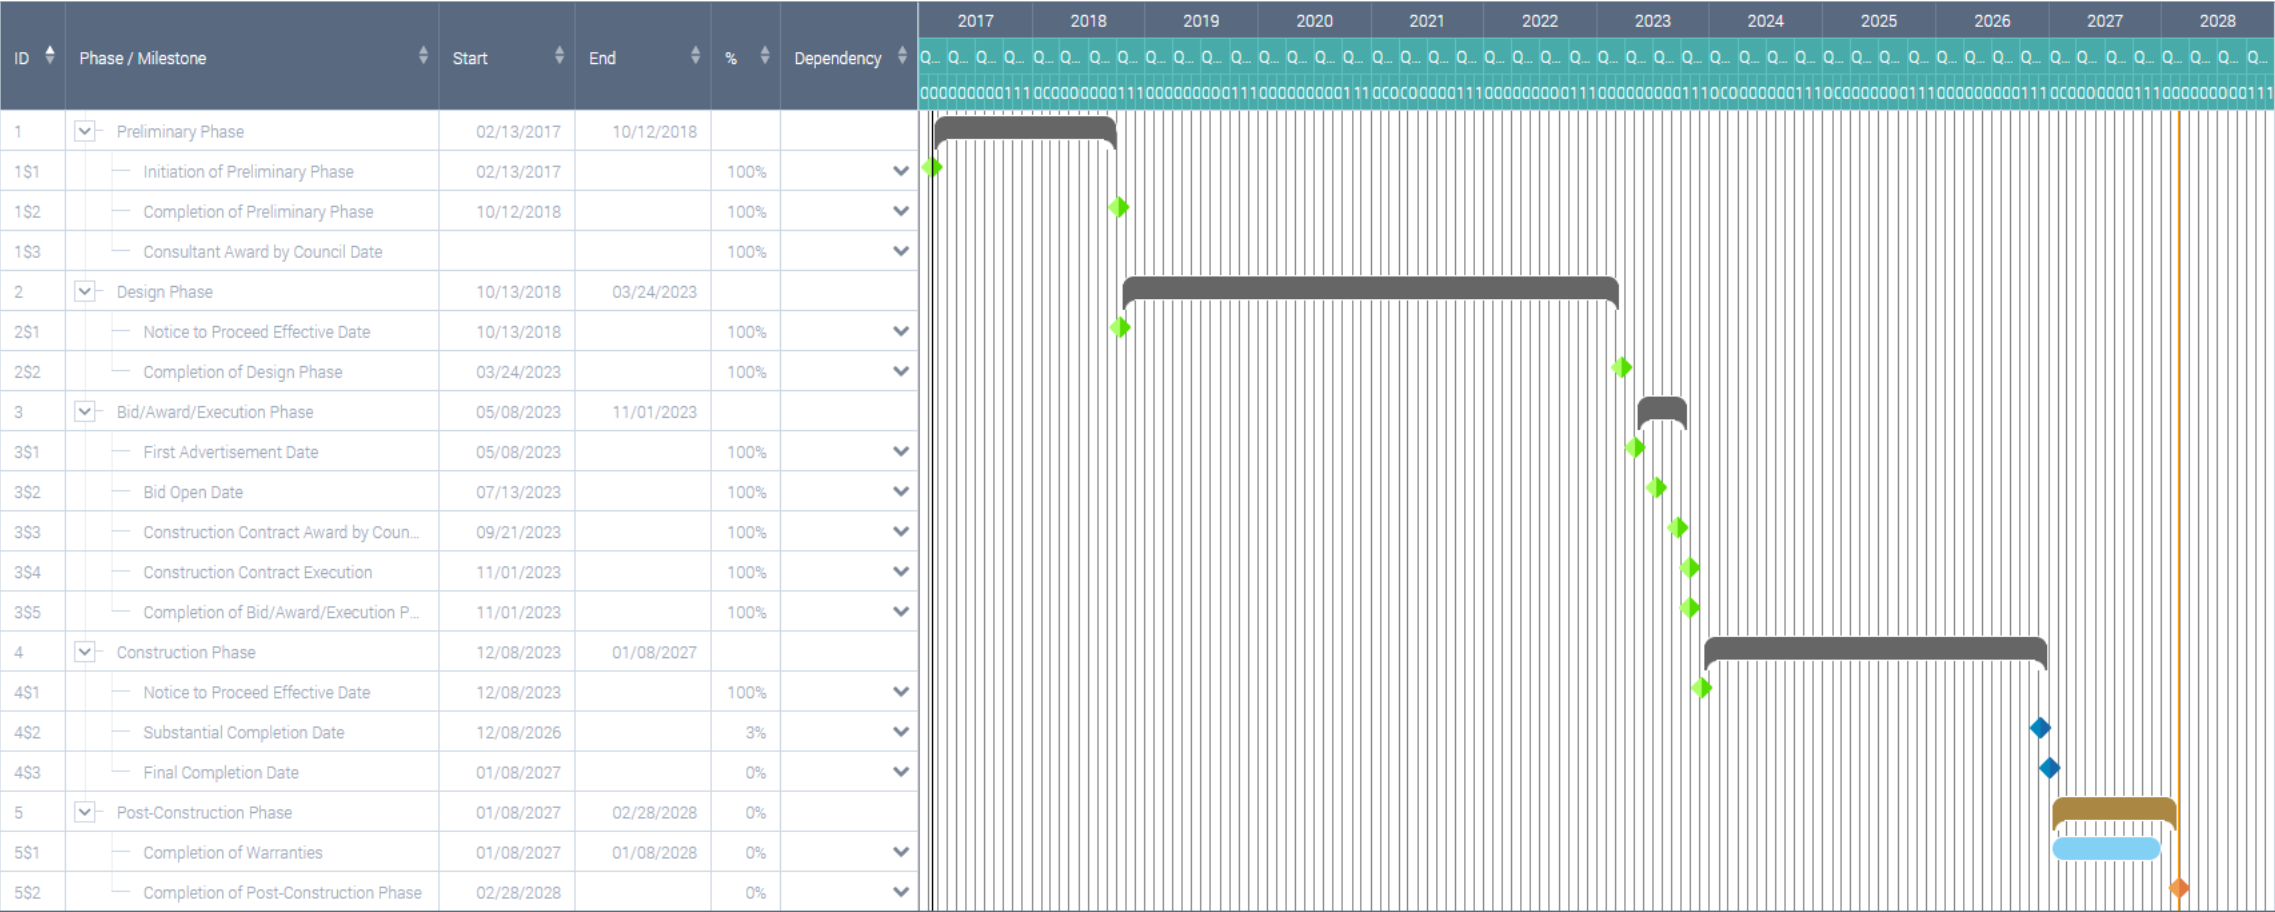 2017 2018 2019 2020 2021 2022 2023 2024 2025 2026 2027 2028
ID Phase / Milestone Start End % Dependency
Q... Q... Q... Q... Q... Q... Q... Q... Q... Q... Q... Q... Q... Q... Q... Q... Q... Q... Q... Q... Q... Q... Q... Q... Q... Q... Q... Q... Q... Q... Q... Q... Q... Q... Q... Q... Q... Q... Q... Q... Q... Q... Q... Q... Q... Q... Q... Q...
1 Preliminary Phase 02/13/2017 10/12/2018
1$1 Initiation of Preliminary Phase 02/13/2017 100%
1$2 Completion of Preliminary Phase 10/12/2018 100%
1$3 Consultant Award by Council Date 100%
2 Design Phase 10/13/2018 03/24/2023
2$1 Notice to Proceed Effective Date 10/13/2018 100%
2$2 Completion of Design Phase 03/24/2023 100%
3 Bid/Award/Execution Phase 05/08/2023 11/01/2023
3$1 First Advertisement Date 05/08/2023 100%
3$2 Bid Open Date 07/13/2023 100%
3$3 Construction Contract Award by Coun... 09/21/2023 100%
3$4 Construction Contract Execution 11/01/2023 100%
3$5 Completion of Bid/Award/Execution P... 11/01/2023 100%
4 Construction Phase 12/08/2023 01/08/2027
4$1 Notice to Proceed Effective Date 12/08/2023 100%
4$2 Substantial Completion Date 12/08/2026 3%
4$3 Final Completion Date 01/08/2027 0%
5 Post-Construction Phase 01/08/2027 02/28/2028 0%
5$1 Completion of Warranties 01/08/2027 01/08/2028 0%
5$2 Completion of Post-Construction Phase 02/28/2028 0%